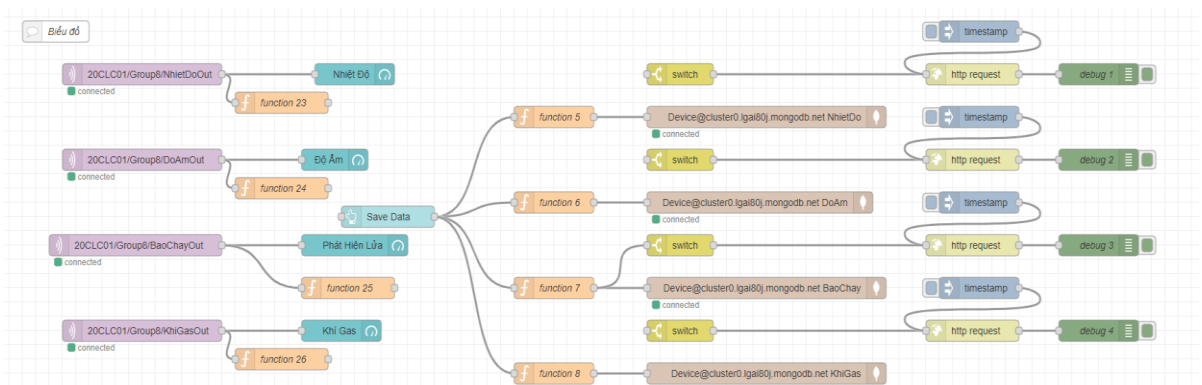 Biểu đồ
timestamp
20CLC01/Group8/NhietDoOut
Nhiệt Độ
switch
http request
debug 1
connected
function 23
function 5
Device@cluster0.lgai80j.mongodb.net NhietDo
timestamp
connected
20CLC01/Group8/DoAmOut
Độ Ẩm
switch
http request
debug 2
connected
function 24
function 6
Device@cluster0.lgai80j.mongodb.net DoAm
timestamp
Save Data
connected
20CLC01/Group8/BaoChayOut
Phát Hiện Lửa
switch
http request
debug 3
connected
function 25
function 7
Device@cluster0.lgai80j.mongodb.net BaoChay
timestamp
connected
20CLC01/Group8/KhiGasOut
Khí Gas
switch
http request
debug 4
connected
function 26
function 8
Device@cluster0.lgai80j.mongodb.net KhiGas